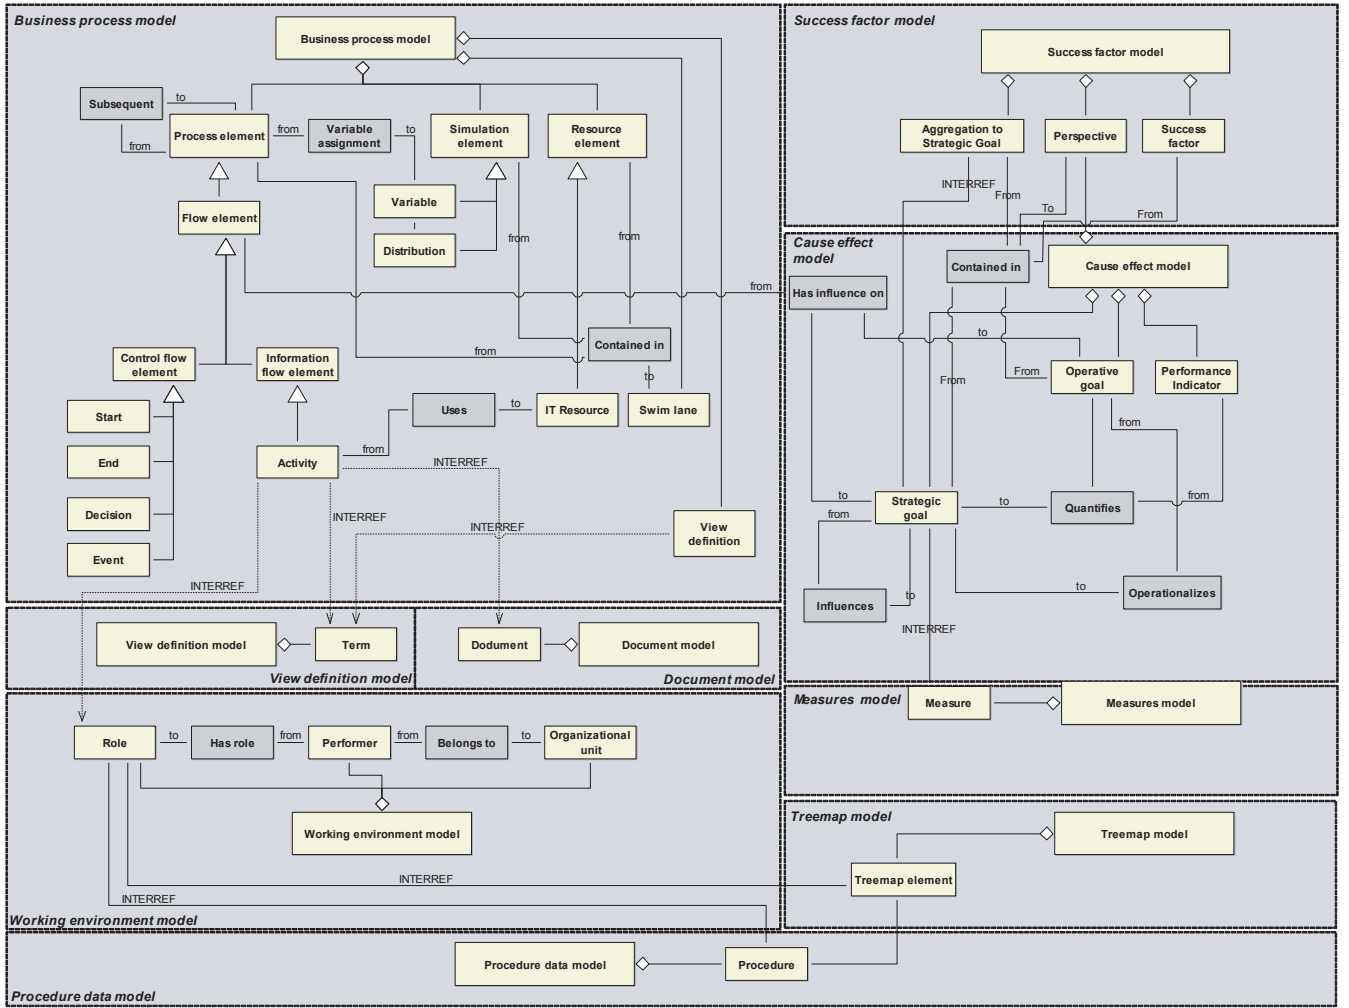 Business process model
Business process model
Subsequent
to
from
Process element
from
Variable
assignment
to
Simulation
element
Resource
element
Variable
Distribution
Flow element
from
from
from
Control flow
element
Information
flow element
from
Contained in
to
Start
End
Decision
Event
Uses
to
from
IT Resource
Swim lane
Activity
INTERREF
INTERREF
INTERREF
INTERREF
View
definition
Success factor model
Success factor model
Aggregation to
Strategic Goal
Perspective
Success
factor
INTERREF
From
To
From
Cause effect
model
Contained in
Cause effect model
Has influence on
to
From
From
Operative
goal
Performance
Indicator
from
to
from
Strategic
goal
to
Quantifies
from
Influences
to
to
Operationalizes
INTERREF
View definition model
Term
View definition model
Dodument
Document model
Document model
Measures model
Measure
Measures model
Role
to
Has role
from
Performer
from
Belongs to
to
Organizational
unit
Working environment model
INTERREF
INTERREF
Working environment model
Treemap model
Treemap model
Treemap element
Procedure data model
Procedure
Procedure data model